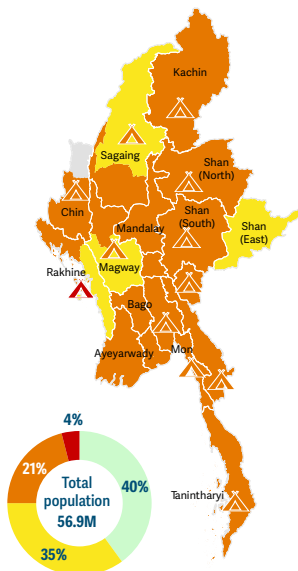 Kachin
Sagaing
Shan
(North)
Chin
Mandalay
Shan
(South)
Shan
(East)
Rakhine
Magway
Bago
Ayeyarwady
Mon
Tanintharyi
4%
21%
40%
35%
Total
population
56.9M